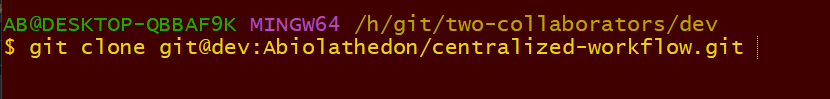 AB@DESKTOP-QBBAF9K MINGW64 /h/git/two-collaborators/dev
$ git clone git@dev:Abiolathedon/centralized-workflow.git